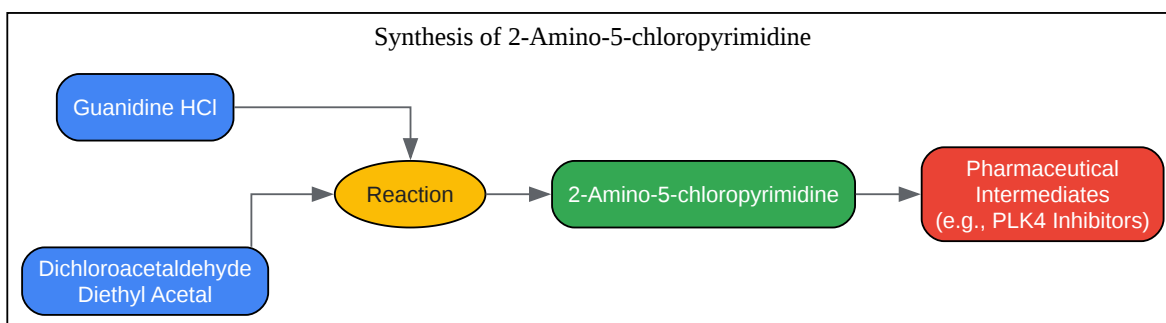 Synthesis of 2-Amino-5-chloropyrimidine
Guanidine HCl
Reaction
2-Amino-5-chloropyrimidine
Pharmaceutical
Intermediates
(e.g., PLK4 Inhibitors)
Dichloroacetaldehyde
Diethyl Acetal